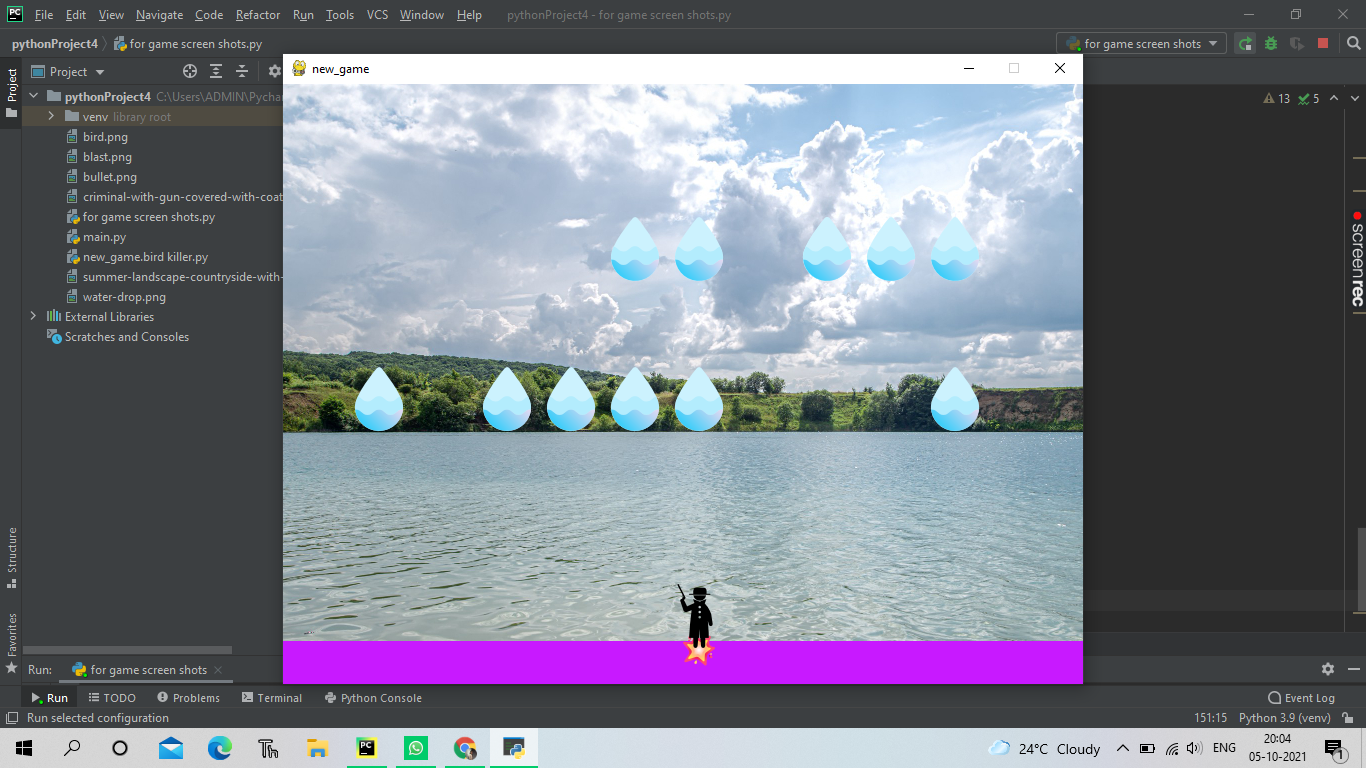 PC File Edit View Navigate Code Refactor Run Tools VCS Window Help pythonProject4 - for game screen shots.py
pythonProject4 for game screen shots.py for game screen shots
Project
Project
new_game
13 5
pythonProject4 C:\Users\ADMIN\Pychar
venv library root
bird.png
blast.png
bullet.png
criminal-with-gun-covered-with-coat
for game screen shots.py
main.py
new_game.bird killer.py
summer-landscape-countryside-with-
water-drop.png
External Libraries
Scratches and Consoles
screenrec
Structure
Favorites
Run: for game screen shots
Run TODO Problems Terminal Python Console Event Log
Run selected configuration 151:15 Python 3.9 (venv)
PC 24°C Cloudy ENG 20:04
05-10-2021 1